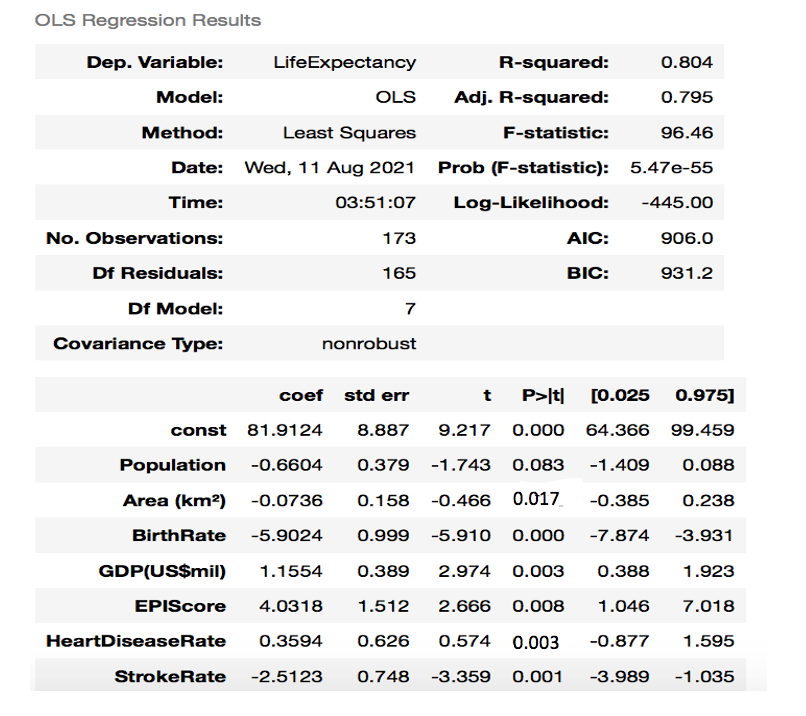 OLS Regression Results
Dep. Variable: LifeExpectancy R-squared: 0.804
Model: OLS Adj. R-squared: 0.795
Method: Least Squares F-statistic: 96.46
Date: Wed, 11 Aug 2021 Prob (F-statistic): 5.47e-55
Time: 03:51:07 Log-Likelihood: -445.00
No. Observations: 173 AIC: 906.0
Df Residuals: 165 BIC: 931.2
Df Model: 7
Covariance Type: nonrobust
coef std err t P>|t| [0.025 0.975]
const 81.9124 8.887 9.217 0.000 64.366 99.459
Population -0.6604 0.379 -1.743 0.083 -1.409 0.088
Area (km²) -0.0736 0.158 -0.466 0.017 -0.385 0.238
BirthRate -5.9024 0.999 -5.910 0.000 -7.874 -3.931
GDP(US$mil) 1.1554 0.389 2.974 0.003 0.388 1.923
EPIScore 4.0318 1.512 2.666 0.008 1.046 7.018
HeartDiseaseRate 0.3594 0.626 0.574 0.003 -0.877 1.595
StrokeRate -2.5123 0.748 -3.359 0.001 -3.989 -1.035